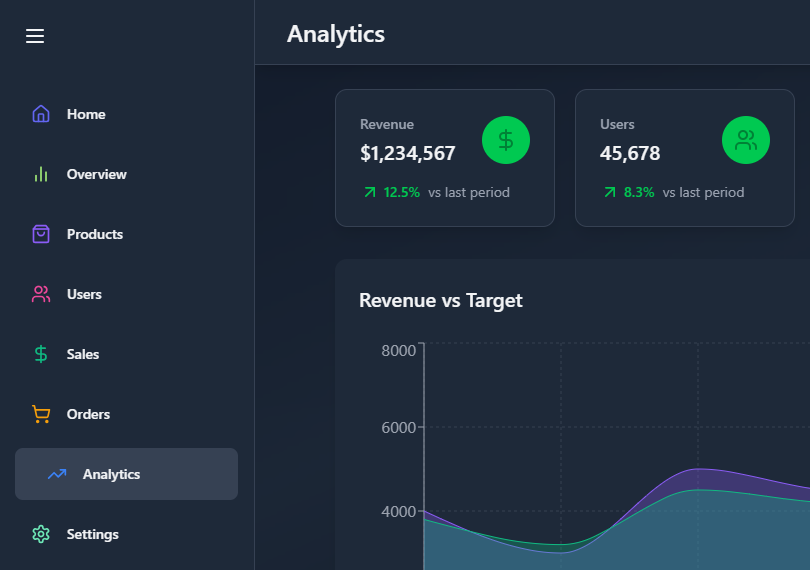 Analytics
Home
Overview
Products
Users
Sales
Orders
Analytics
Settings
Revenue
$1,234,567
12.5% vs last period
Users
45,678
8.3% vs last period
Revenue vs Target
8000
6000
4000